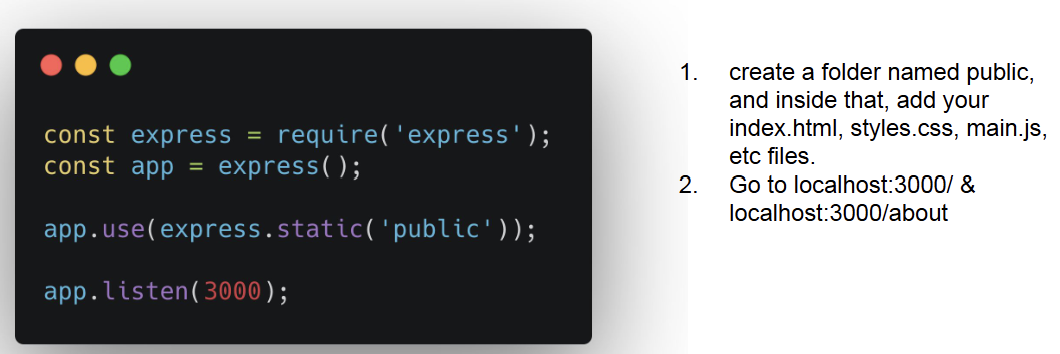 const express = require('express');
const app = express();
app.use(express.static('public'));
app.listen(3000);
1. create a folder named public,
and inside that, add your
index.html, styles.css, main.js,
etc files.
2. Go to localhost:3000/ &
localhost:3000/about